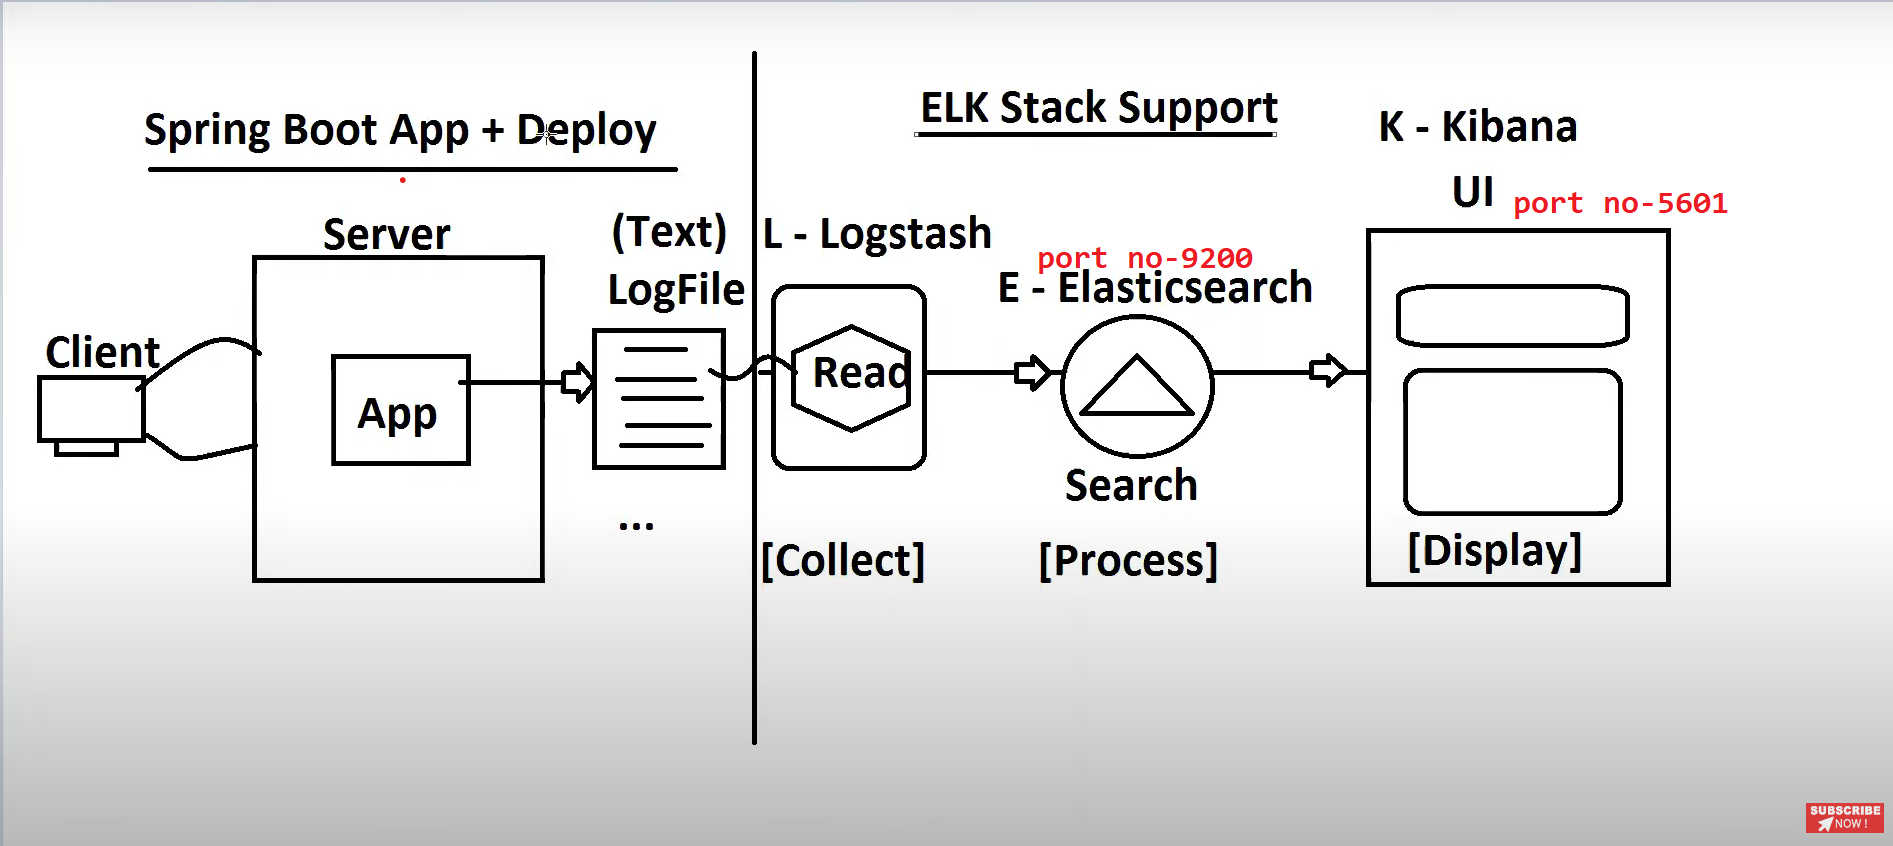 Spring Boot App + Deploy
ELK Stack Support
K - Kibana
UI port no-5601
Server
(Text)
LogFile
L - Logstash
port no-9200
E - Elasticsearch
Client
App
Read
Search
...
[Collect]
[Process]
[Display]
SUBSCRIBE
NOW !